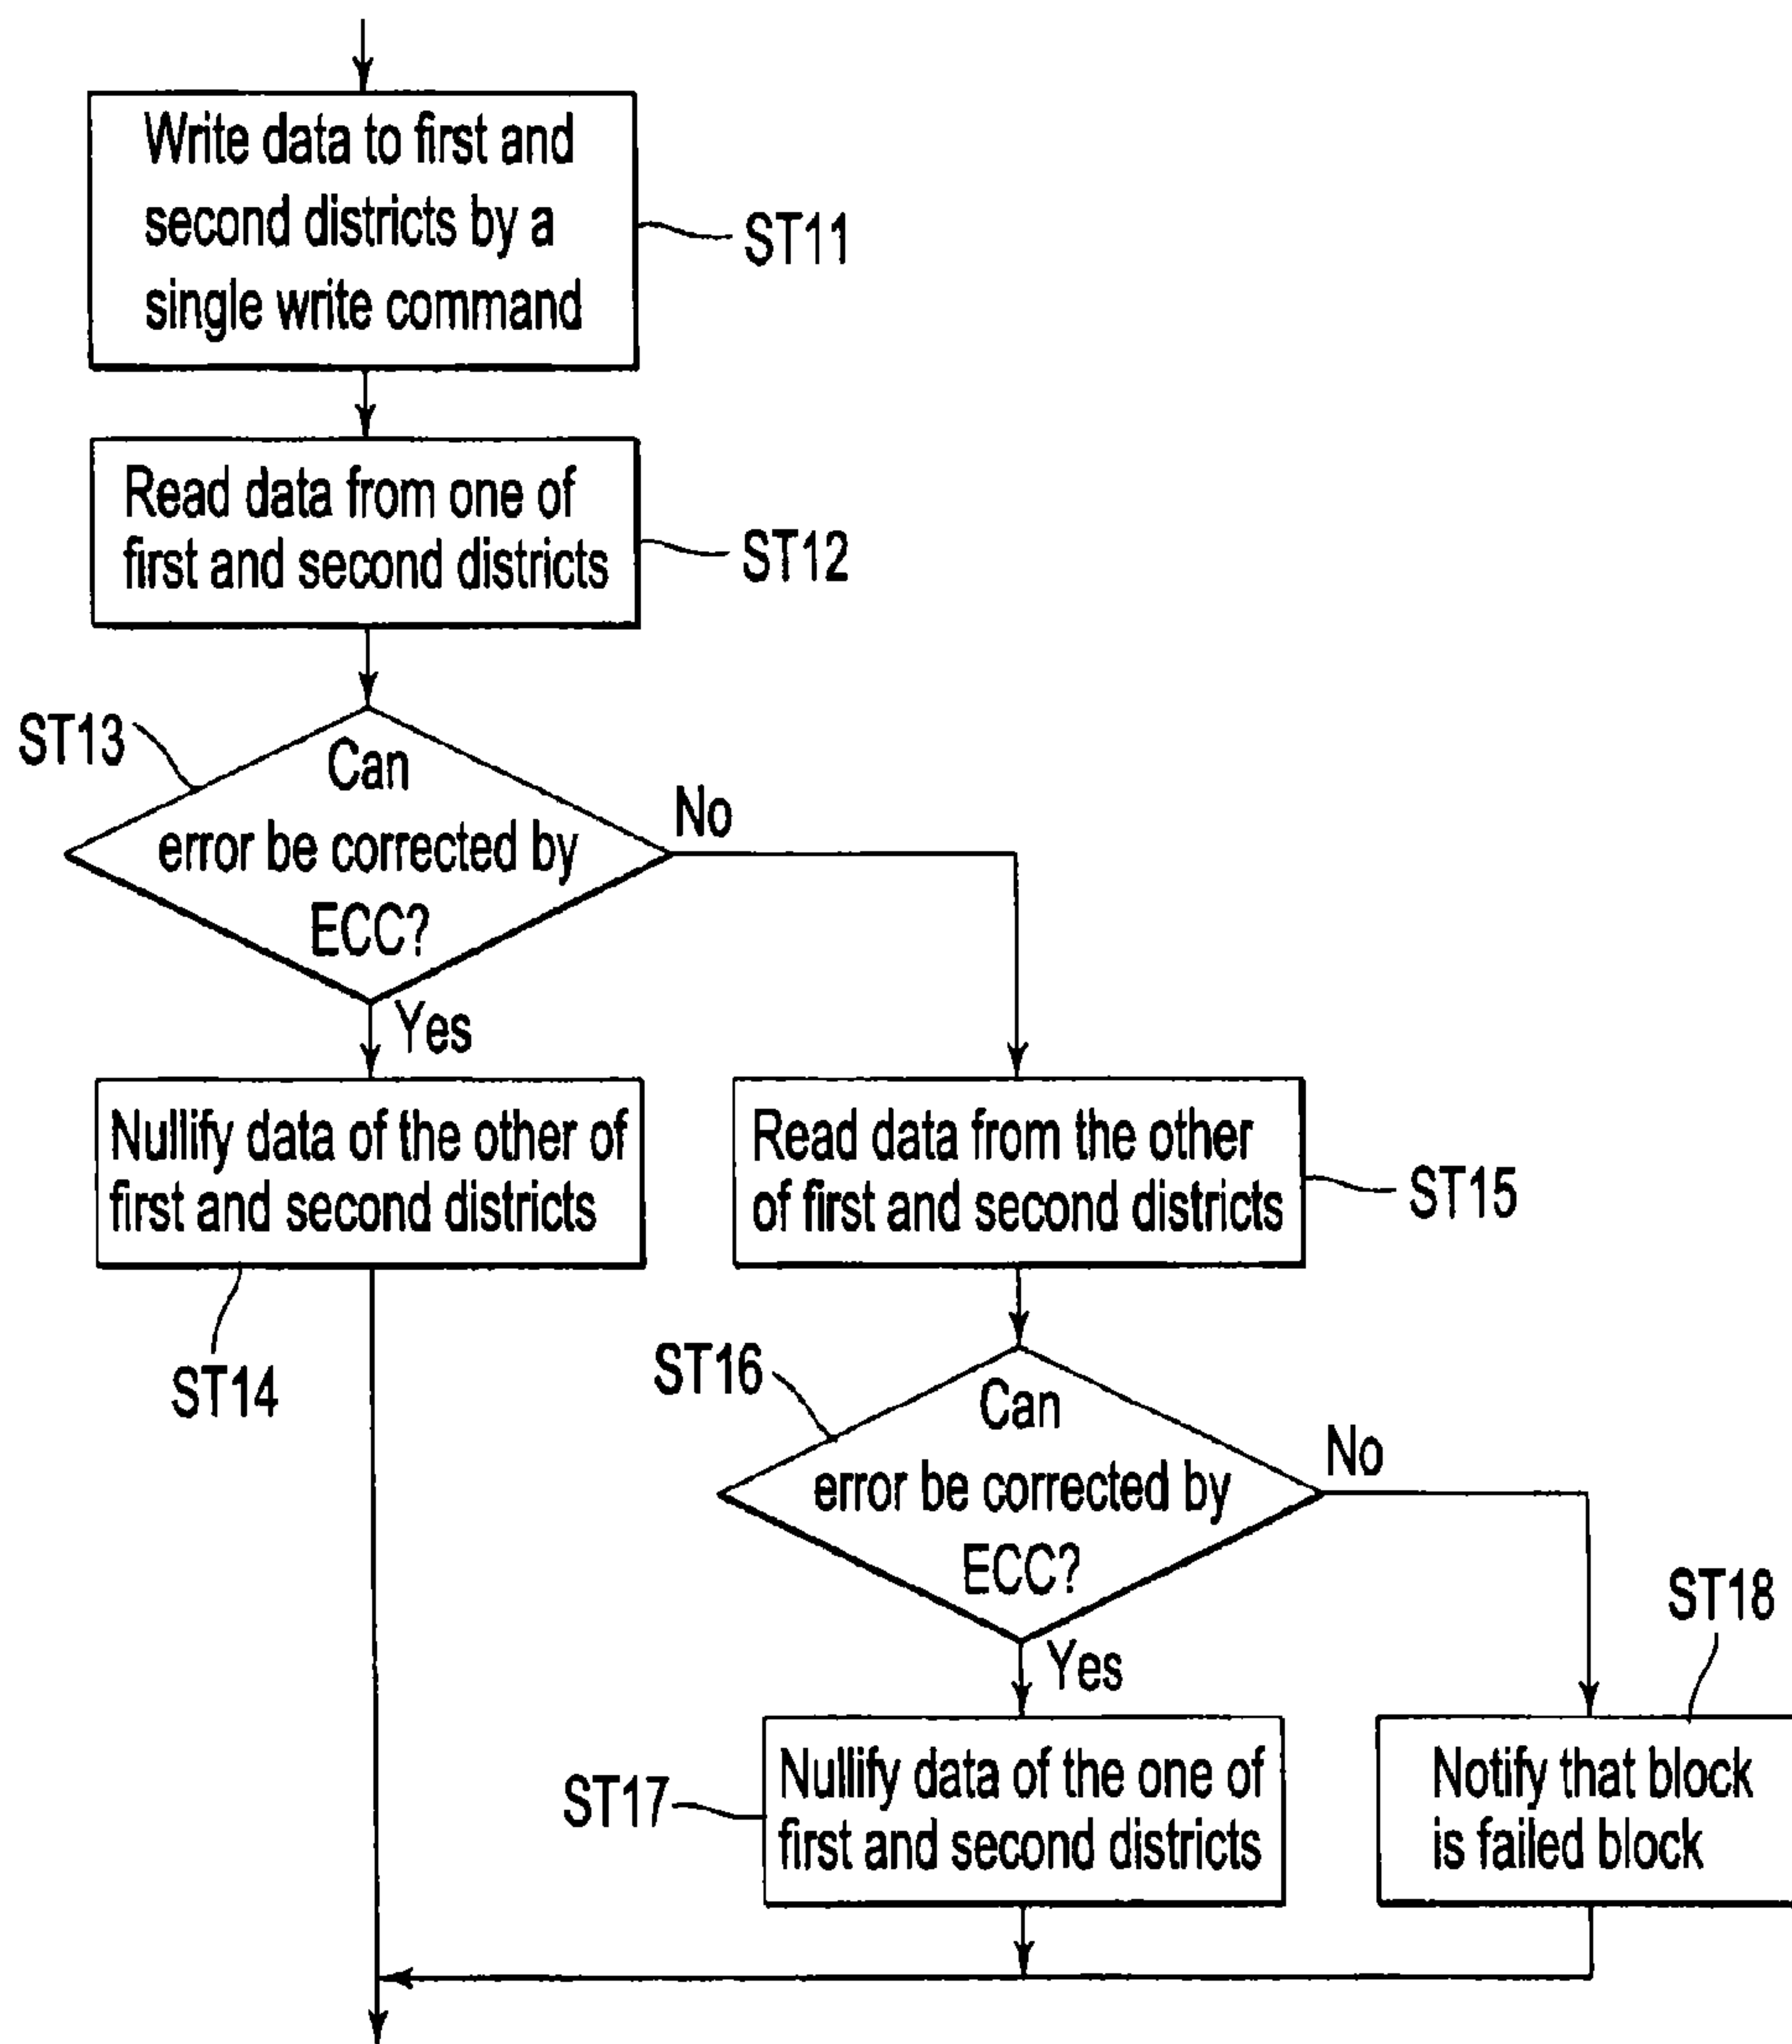 Write data to first and
second districts by a
single write command
ST11
Read data from one of
first and second districts
ST12
ST13
Can
error be corrected by
ECC?
No
Yes
Nullify data of the other of
first and second districts
ST14
Read data from the other
of first and second districts
ST15
ST16
Can
error be corrected by
ECC?
No
Yes
ST17
Nullify data of the one of
first and second districts
ST18
Notify that block
is failed block